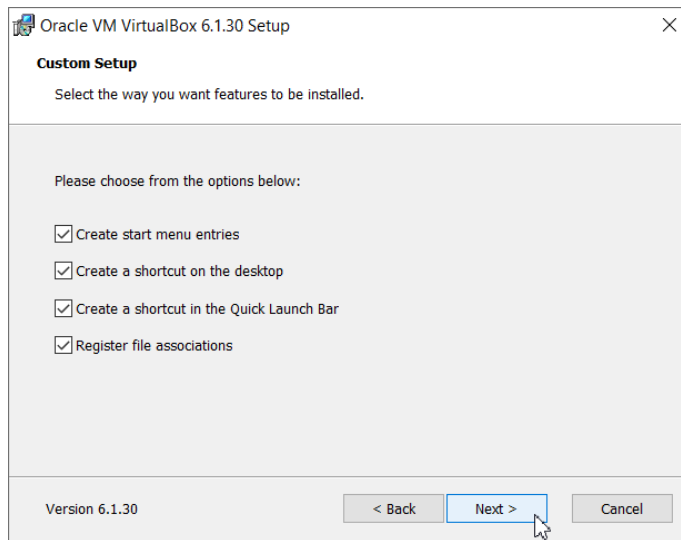 Oracle VM VirtualBox 6.1.30 Setup
Custom Setup
Select the way you want features to be installed.
Please choose from the options below:
Create start menu entries
Create a shortcut on the desktop
Create a shortcut in the Quick Launch Bar
Register file associations
Version 6.1.30
< Back
Next >
Cancel